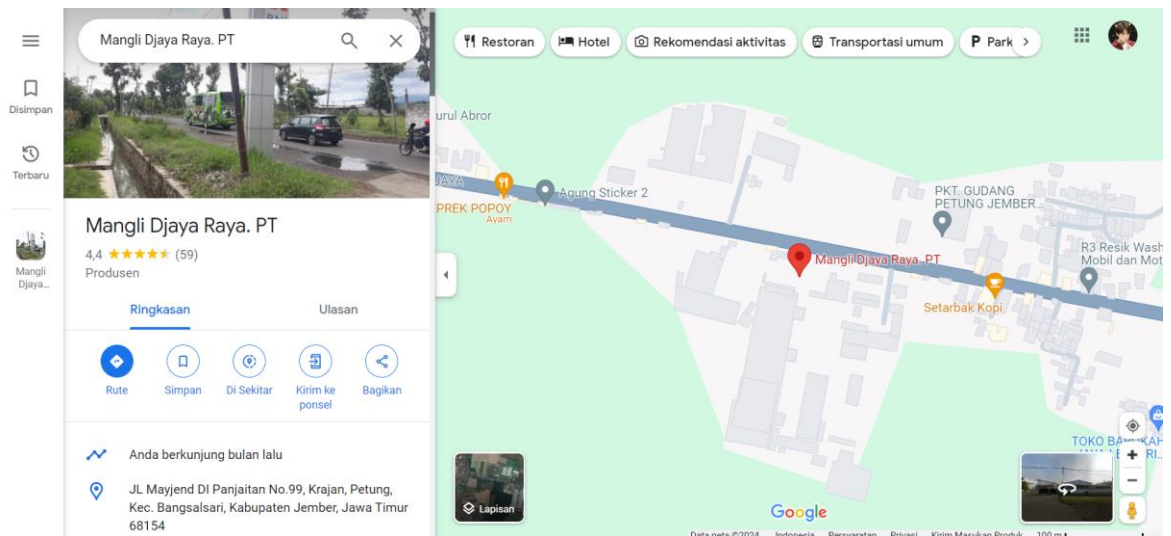 Mangli Djaya Raya. PT
Disimpan
Terbaru
Mangli
Djaya...
Mangli Djaya Raya. PT
4,4 (59)
Produsen
Ringkasan
Ulasan
Rute
Simpan
Di Sekitar
Kirim ke
ponsel
Bagikan
Anda berkunjung bulan lalu
JL Mayjend DI Panjaitan No.99, Krajan, Petung,
Kec. Bangsalsari, Kabupaten Jember, Jawa Timur
68154
Restoran
Hotel
Rekomendasi aktivitas
Transportasi umum
P Park
urul Abror
JAYA
Agung Sticker 2
PREK POPOY
Ayam
PKT. GUDANG
PETUNG JEMBER...
R3 Resik Wash
Mobil dan Mot
Mangli Djaya Raya. PT
Setarbak Kopi
Lapisan
Google
Data peta ©2024 Indonesia Persyaratan Privasi Kirim Masukan Produk 100 m